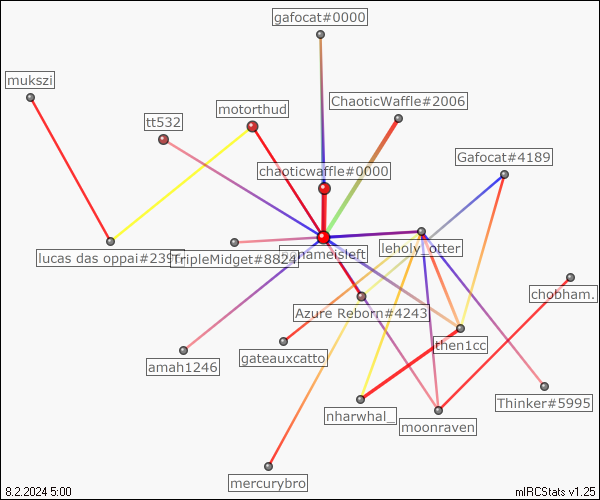 gafocat#0000
mukszi
ChaoticWaffle#2006
motorthud
tt532
Gafocat#4189
chaoticwaffle#0000
leholy_otter
lucas das oppai#239
TripleMidget#8824
nameisleft
chobham.
Azure Reborn#4243
then1cc
gateauxcatto
amah1246
Thinker#5995
nharwhal_
moonraven
mercurybro
8.2.2024 5:00
mIRCStats v1.25